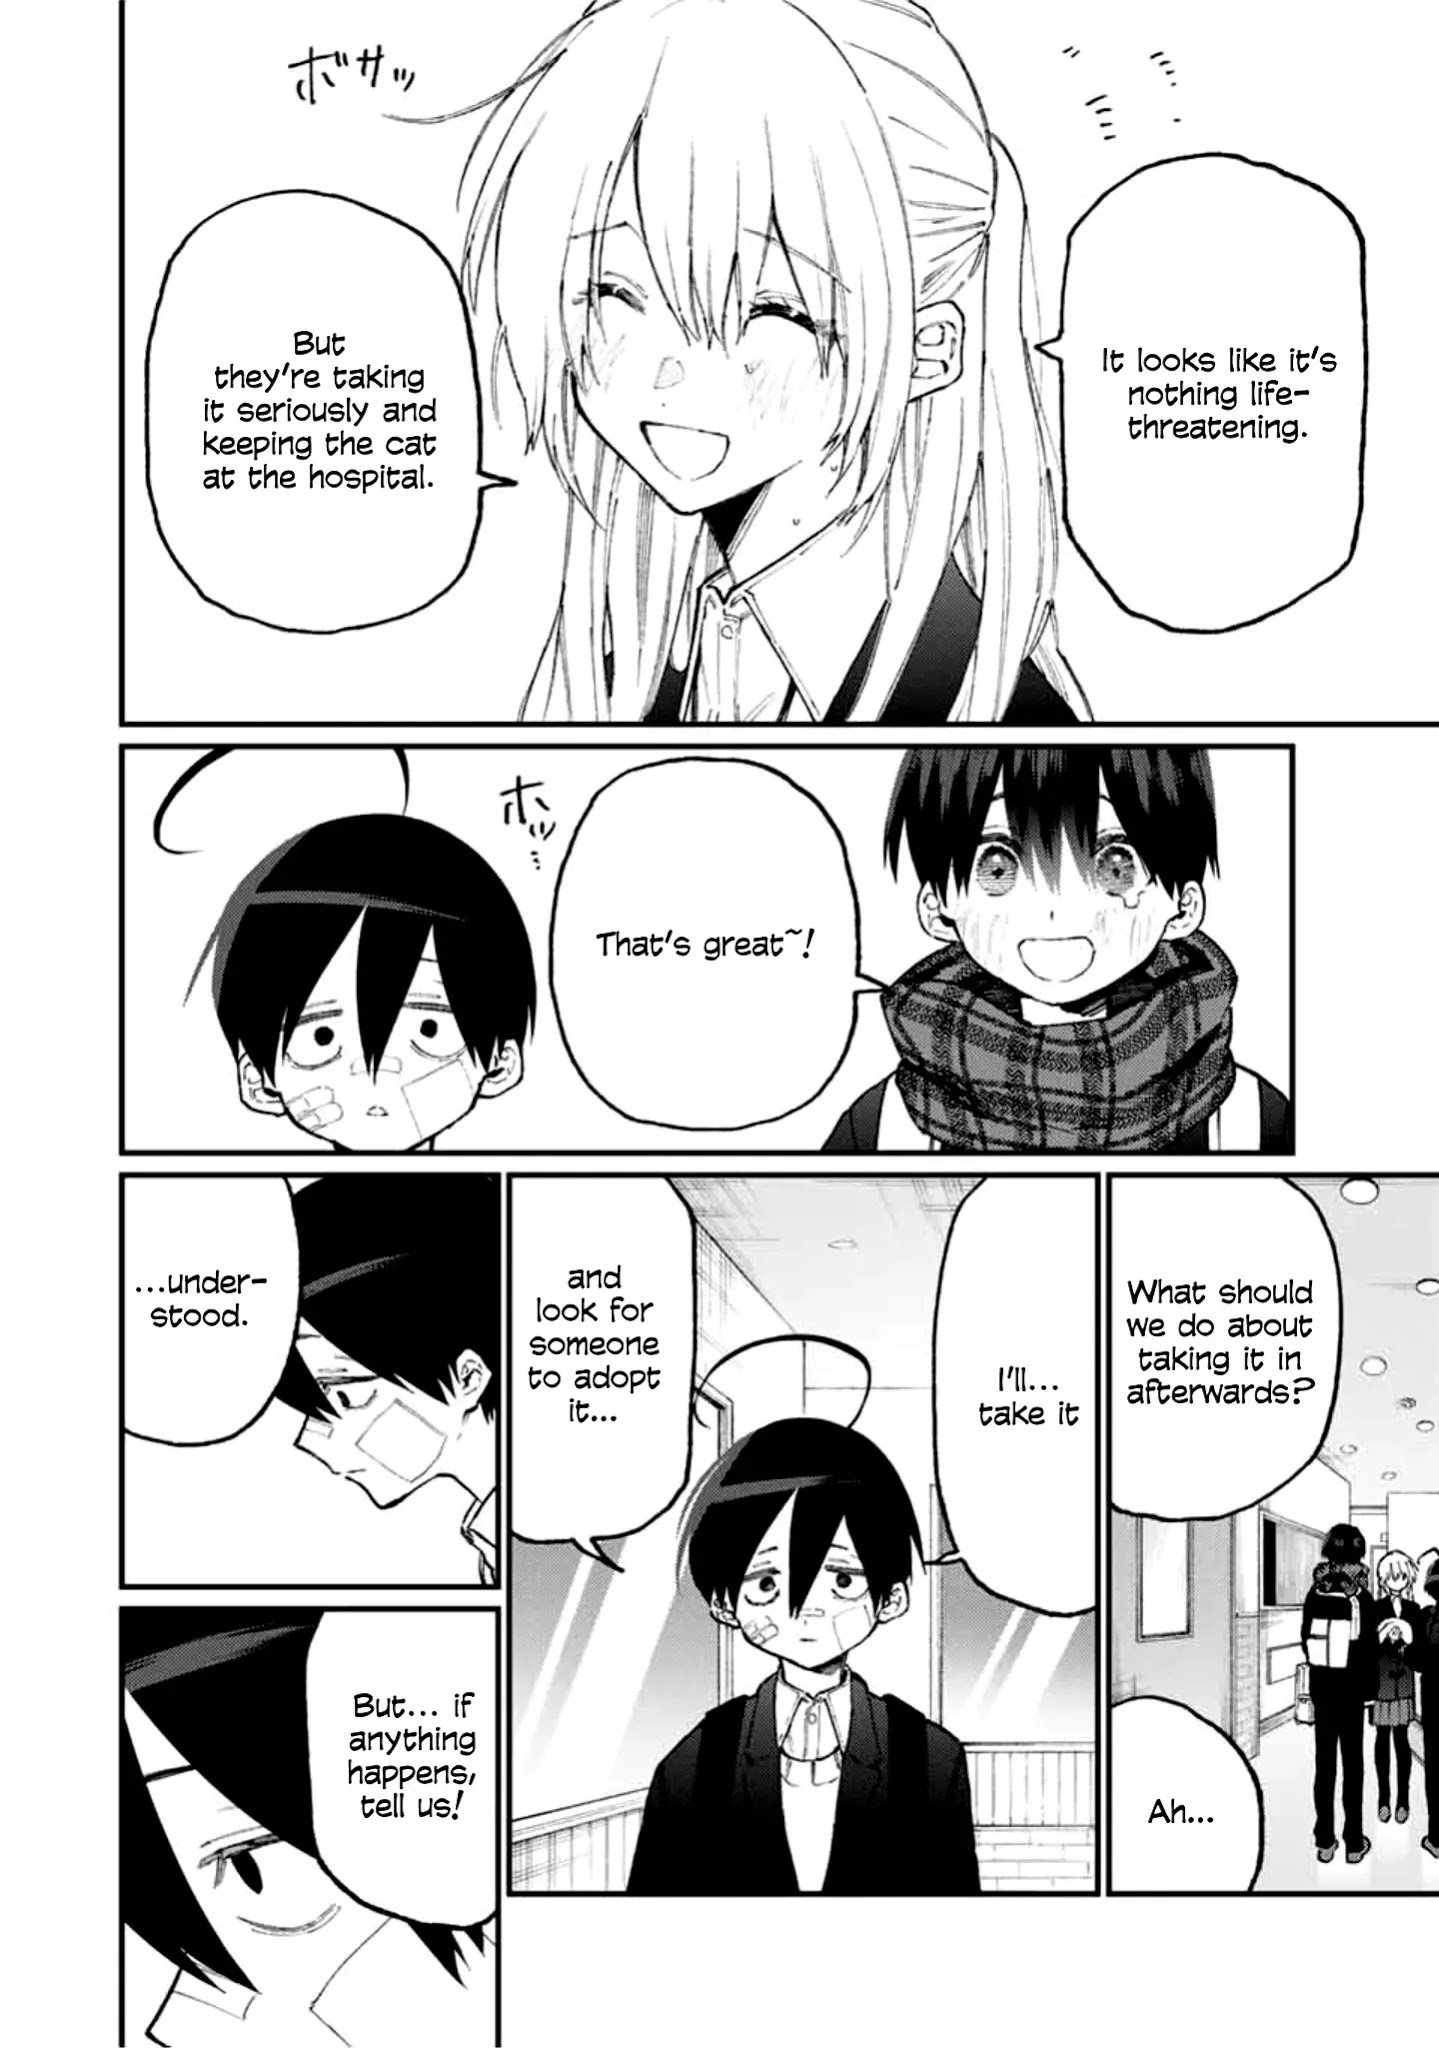 ボサッ
It looks like it's
nothing life-
threatening.
But
they're taking
it seriously and
keeping the cat
at the hospital.
That's great~!
ホッ…
What should
we do about
taking it in
afterwards?
Ah...
I'll...
take it
and
look for
someone
to adopt
it...
...under-
stood.
But... if
anything
happens,
tell us!